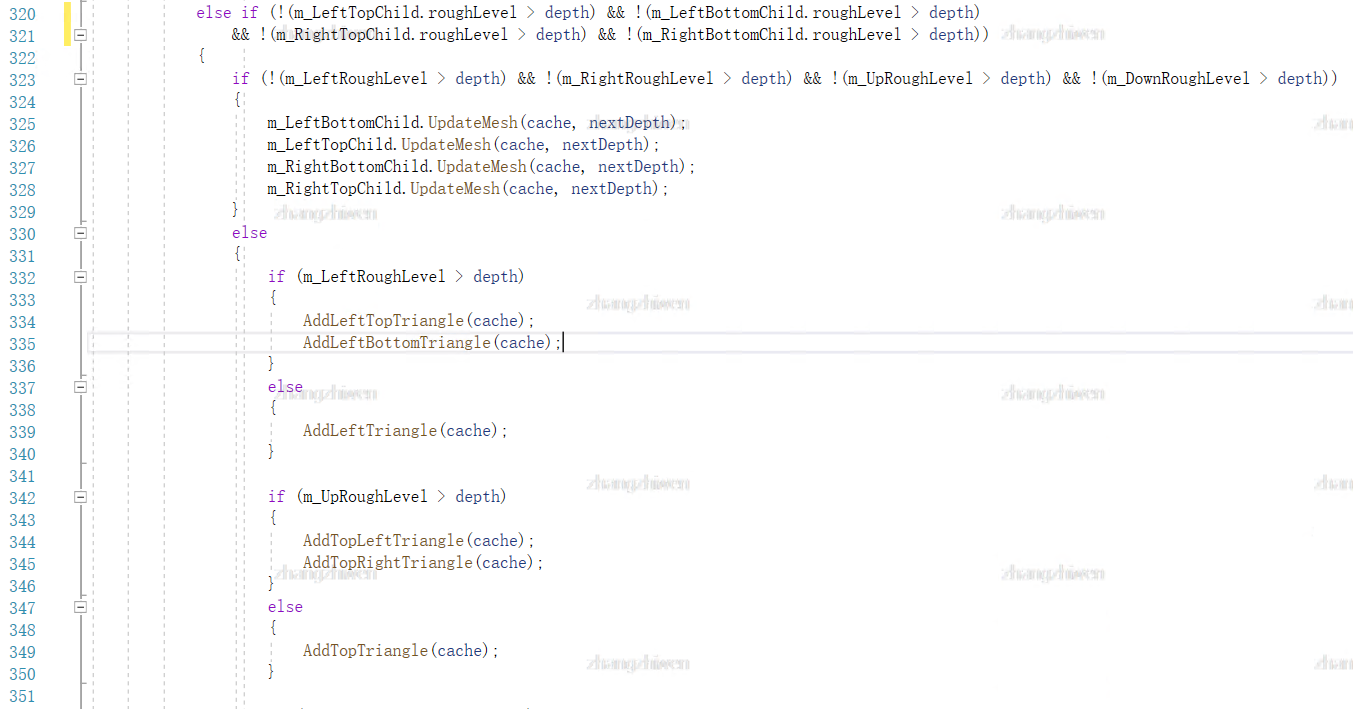 320 else if (!(m_LeftTopChild.roughLevel > depth) && !(m_LeftBottomChild.roughLevel > depth)
321 && !(m_RightTopChild.roughLevel > depth) && !(m_RightBottomChild.roughLevel > depth))
322 {
323 if (!(m_LeftRoughLevel > depth) && !(m_RightRoughLevel > depth) && !(m_UpRoughLevel > depth) && !(m_DownRoughLevel > depth))
324 {
325 m_LeftBottomChild.UpdateMesh(cache, nextDepth);
326 m_LeftTopChild.UpdateMesh(cache, nextDepth);
327 m_RightBottomChild.UpdateMesh(cache, nextDepth);
328 m_RightTopChild.UpdateMesh(cache, nextDepth);
329 }
330 else
331 {
332 if (m_LeftRoughLevel > depth)
333 {
334 AddLeftTopTriangle(cache);
335 AddLeftBottomTriangle(cache);
336 }
337 else
338 {
339 AddLeftTriangle(cache);
340 }
341
342 if (m_UpRoughLevel > depth)
343 {
344 AddTopLeftTriangle(cache);
345 AddTopRightTriangle(cache);
346 }
347 else
348 {
349 AddTopTriangle(cache);
350 }
351